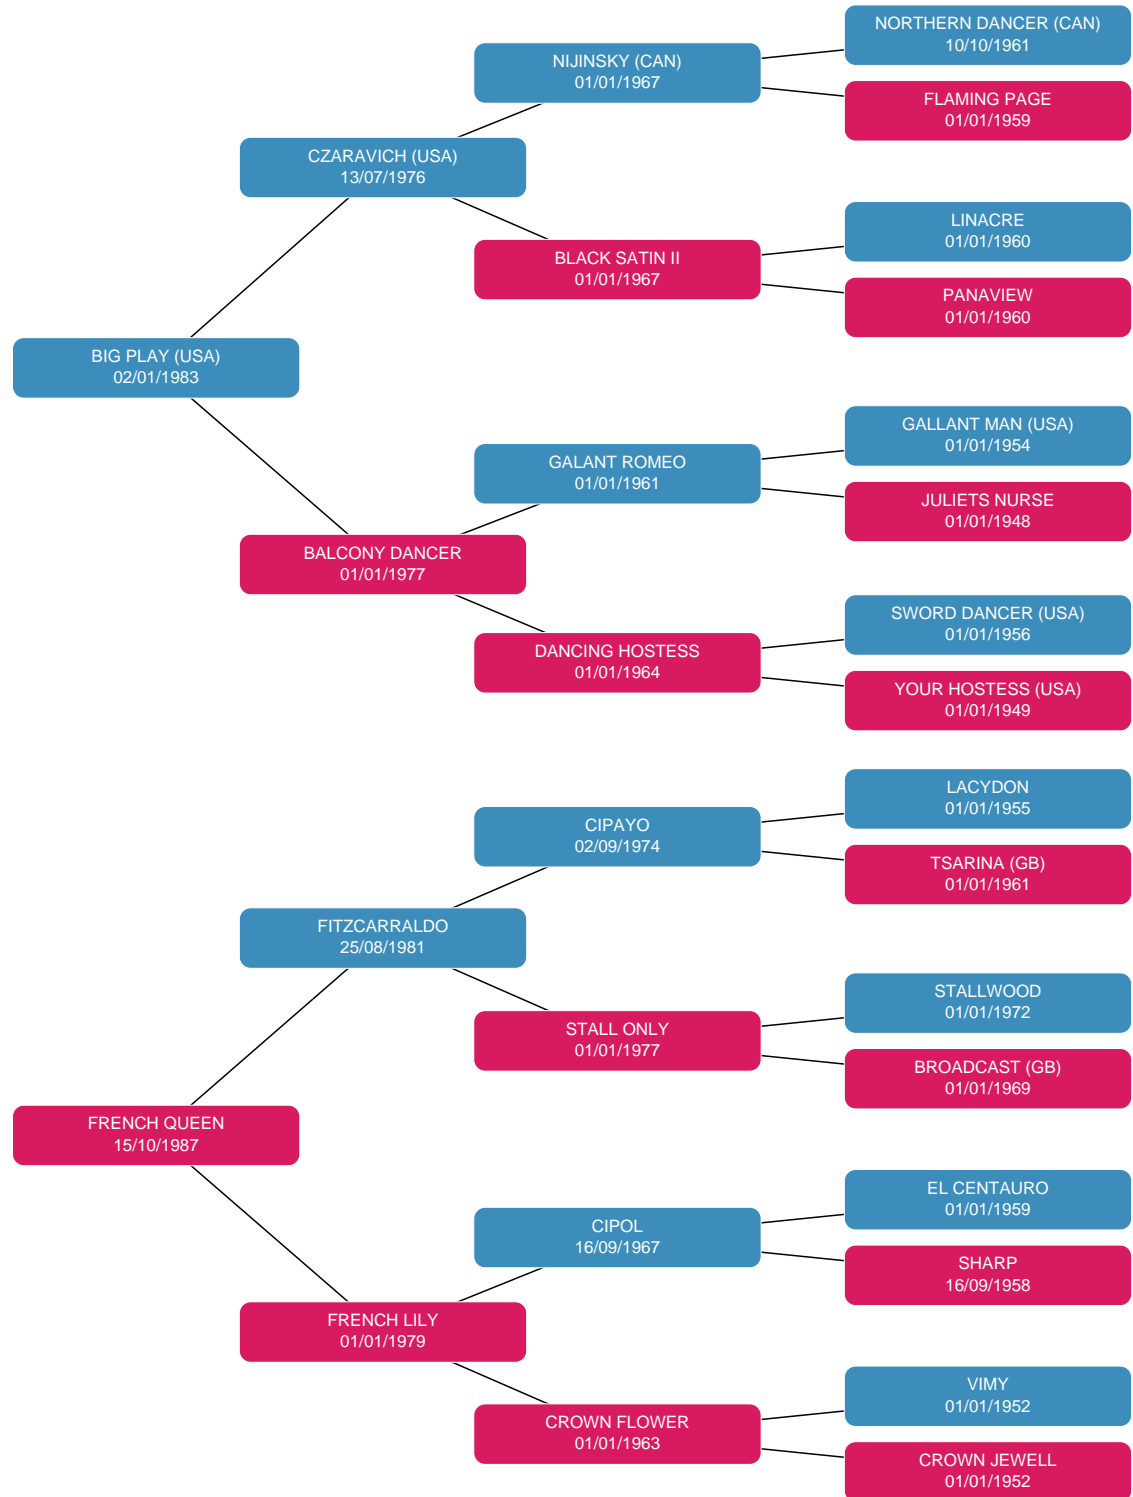 NORTHERN DANCER (CAN)
10/10/1961
NIJINSKY (CAN)
01/01/1967
FLAMING PAGE
01/01/1959
CZARAVICH (USA)
13/07/1976
LINACRE
01/01/1960
BLACK SATIN II
01/01/1967
PANAVIEW
01/01/1960
BIG PLAY (USA)
02/01/1983
GALLANT MAN (USA)
01/01/1954
GALANT ROMEO
01/01/1961
JULIETS NURSE
01/01/1948
BALCONY DANCER
01/01/1977
SWORD DANCER (USA)
01/01/1956
DANCING HOSTESS
01/01/1964
YOUR HOSTESS (USA)
01/01/1949
LACYDON
01/01/1955
CIPAYO
02/09/1974
TSARINA (GB)
01/01/1961
FITZCARRALDO
25/08/1981
STALLWOOD
01/01/1972
STALL ONLY
01/01/1977
BROADCAST (GB)
01/01/1969
FRENCH QUEEN
15/10/1987
EL CENTAURO
01/01/1959
CIPOL
16/09/1967
SHARP
16/09/1958
FRENCH LILY
01/01/1979
VIMY
01/01/1952
CROWN FLOWER
01/01/1963
CROWN JEWELL
01/01/1952